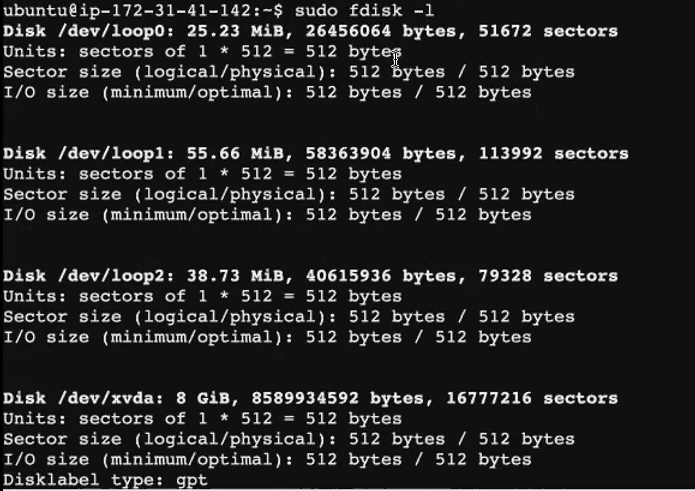 ubuntu@ip-172-31-41-142:~$ sudo fdisk -l
Disk /dev/loop0: 25.23 MiB, 26456064 bytes, 51672 sectors
Units: sectors of 1 * 512 = 512 bytes
Sector size (logical/physical): 512 bytes / 512 bytes
I/O size (minimum/optimal): 512 bytes / 512 bytes
Disk /dev/loop1: 55.66 MiB, 58363904 bytes, 113992 sectors
Units: sectors of 1 * 512 = 512 bytes
Sector size (logical/physical): 512 bytes / 512 bytes
I/O size (minimum/optimal): 512 bytes / 512 bytes
Disk /dev/loop2: 38.73 MiB, 40615936 bytes, 79328 sectors
Units: sectors of 1 * 512 = 512 bytes
Sector size (logical/physical): 512 bytes / 512 bytes
I/O size (minimum/optimal): 512 bytes / 512 bytes
Disk /dev/xvda: 8 GiB, 8589934592 bytes, 16777216 sectors
Units: sectors of 1 * 512 = 512 bytes
Sector size (logical/physical): 512 bytes / 512 bytes
I/O size (minimum/optimal): 512 bytes / 512 bytes
Disklabel type: gpt